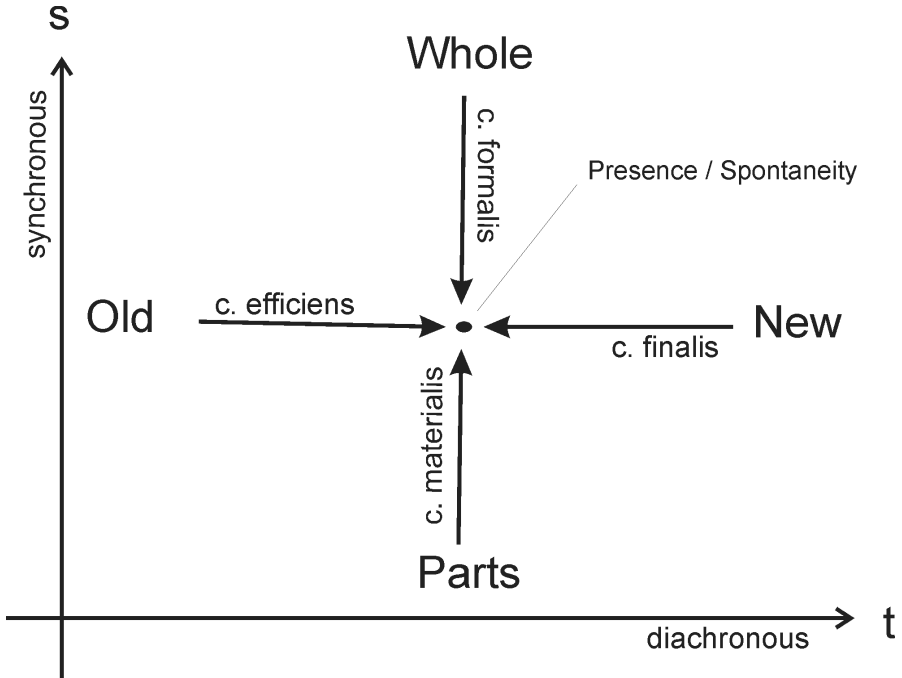 s
Whole
synchronous
c. formalis
Presence / Spontaneity
Old
c. efficiens
New
c. finalis
c. materialis
Parts
t
diachronous